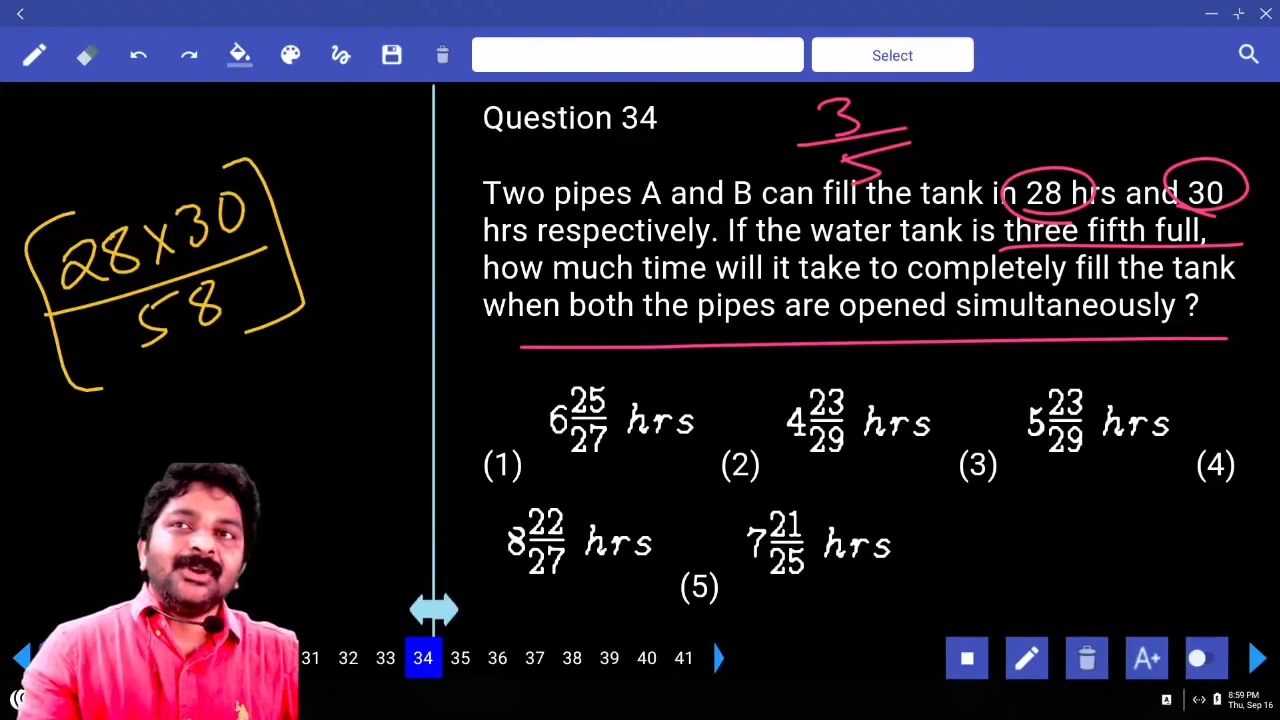 Select
Question 34
3
5
Two pipes A and B can fill the tank in 28 hrs and 30
hrs respectively. If the water tank is three fifth full,
how much time will it take to completely fill the tank
when both the pipes are opened simultaneously ?
[28×30
58]
(1) 6 25/27 hrs (2) 4 23/29 hrs (3) 5 23/29 hrs (4)
8 22/27 hrs (5) 7 21/25 hrs
31 32 33 34 35 36 37 38 39 40 41
A+
A
8:59 PM
Thu, Sep 16